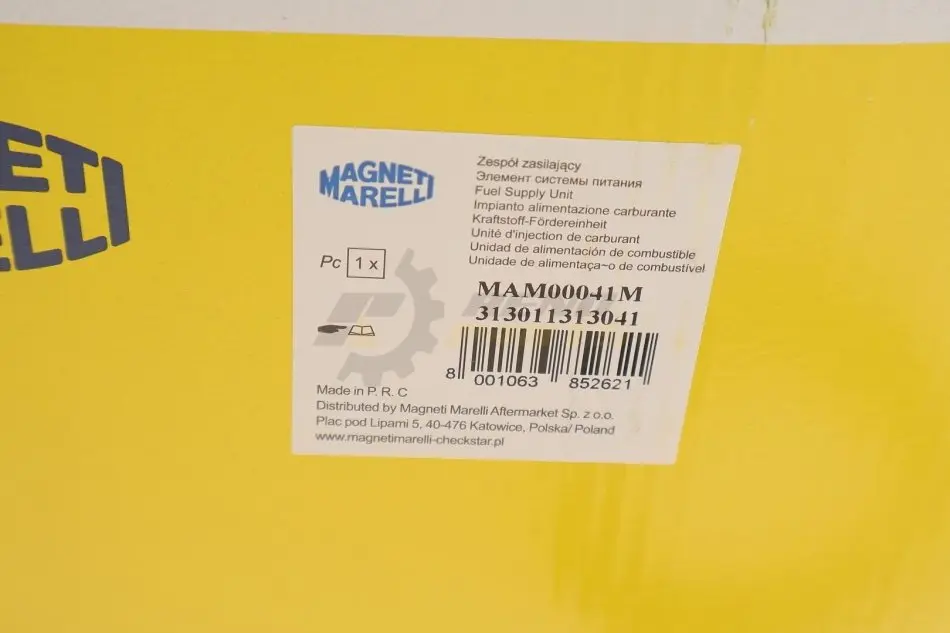 MAGNETI
MARELLI
Zespół zasilający
Элемент системы питания
Fuel Supply Unit
Impianto alimentazione carburante
Kraftstoff-Fördereinheit
Unité d'injection de carburant
Unidad de alimentación de combustible
Unidade de alimentaça~o de combustível
Pc 1 x
MAM00041M
313011313041
8 001063 852621
Made in P. R. C
Distributed by Magneti Marelli Aftermarket Sp. z o.o.
Plac pod Lipami 5, 40-476 Katowice, Polska/ Poland
www.magnetimarelli-checkstar.pl